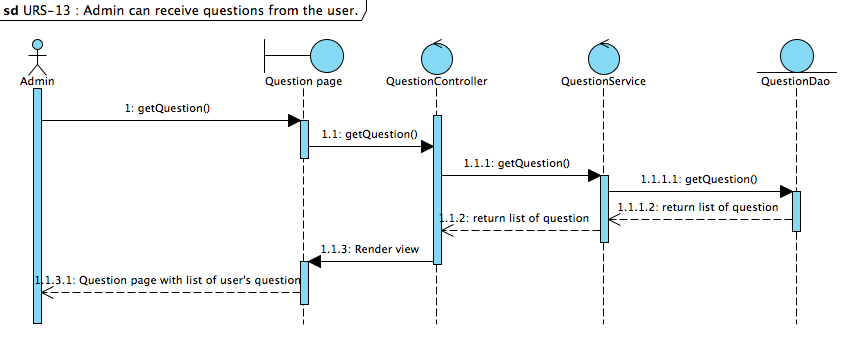 sd URS-13 : Admin can receive questions from the user.
Admin
Question page
QuestionController
QuestionService
QuestionDao
1: getQuestion()
1.1: getQuestion()
1.1.1: getQuestion()
1.1.1.1: getQuestion()
1.1.1.2: return list of question
1.1.2: return list of question
1.1.3: Render view
1.1.3.1: Question page with list of user's question